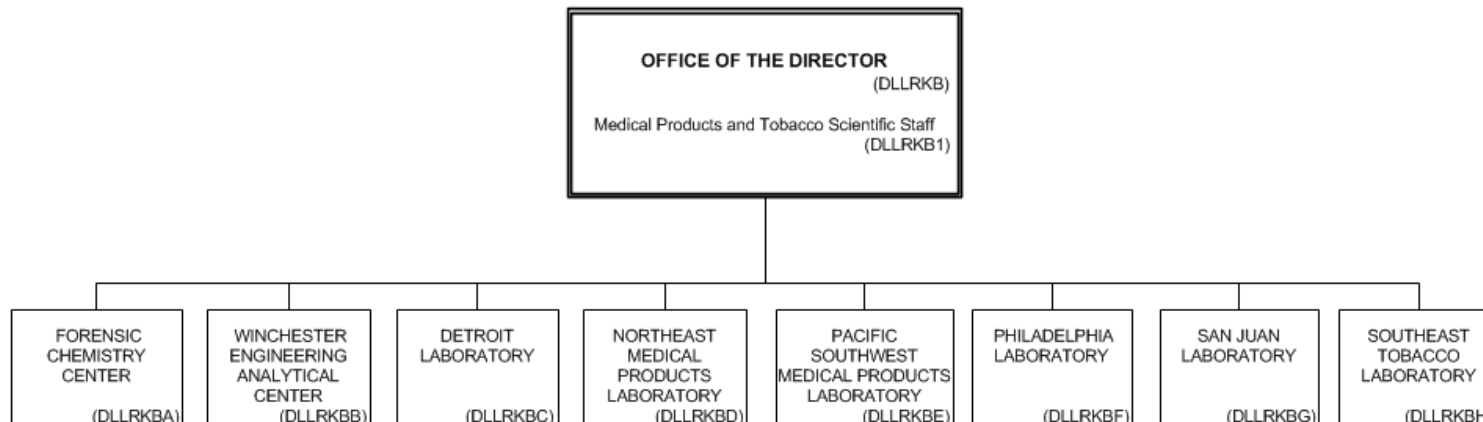 OFFICE OF THE DIRECTOR
(DLLRKB)
Medical Products and Tobacco Scientific Staff
(DLLRKB1)
FORENSIC
CHEMISTRY
CENTER
(DLLRKBA)
WINCHESTER
ENGINEERING
ANALYTICAL
CENTER
(DLLRKBB)
DETROIT
LABORATORY
(DLLRKBC)
NORTHEAST
MEDICAL
PRODUCTS
LABORATORY
(DLLRKBD)
PACIFIC
SOUTHWEST
MEDICAL PRODUCTS
LABORATORY
(DLLRKBE)
PHILADELPHIA
LABORATORY
(DLLRKBF)
SAN JUAN
LABORATORY
(DLLRKBG)
SOUTHEAST
TOBACCO
LABORATORY
(DLLRKBH